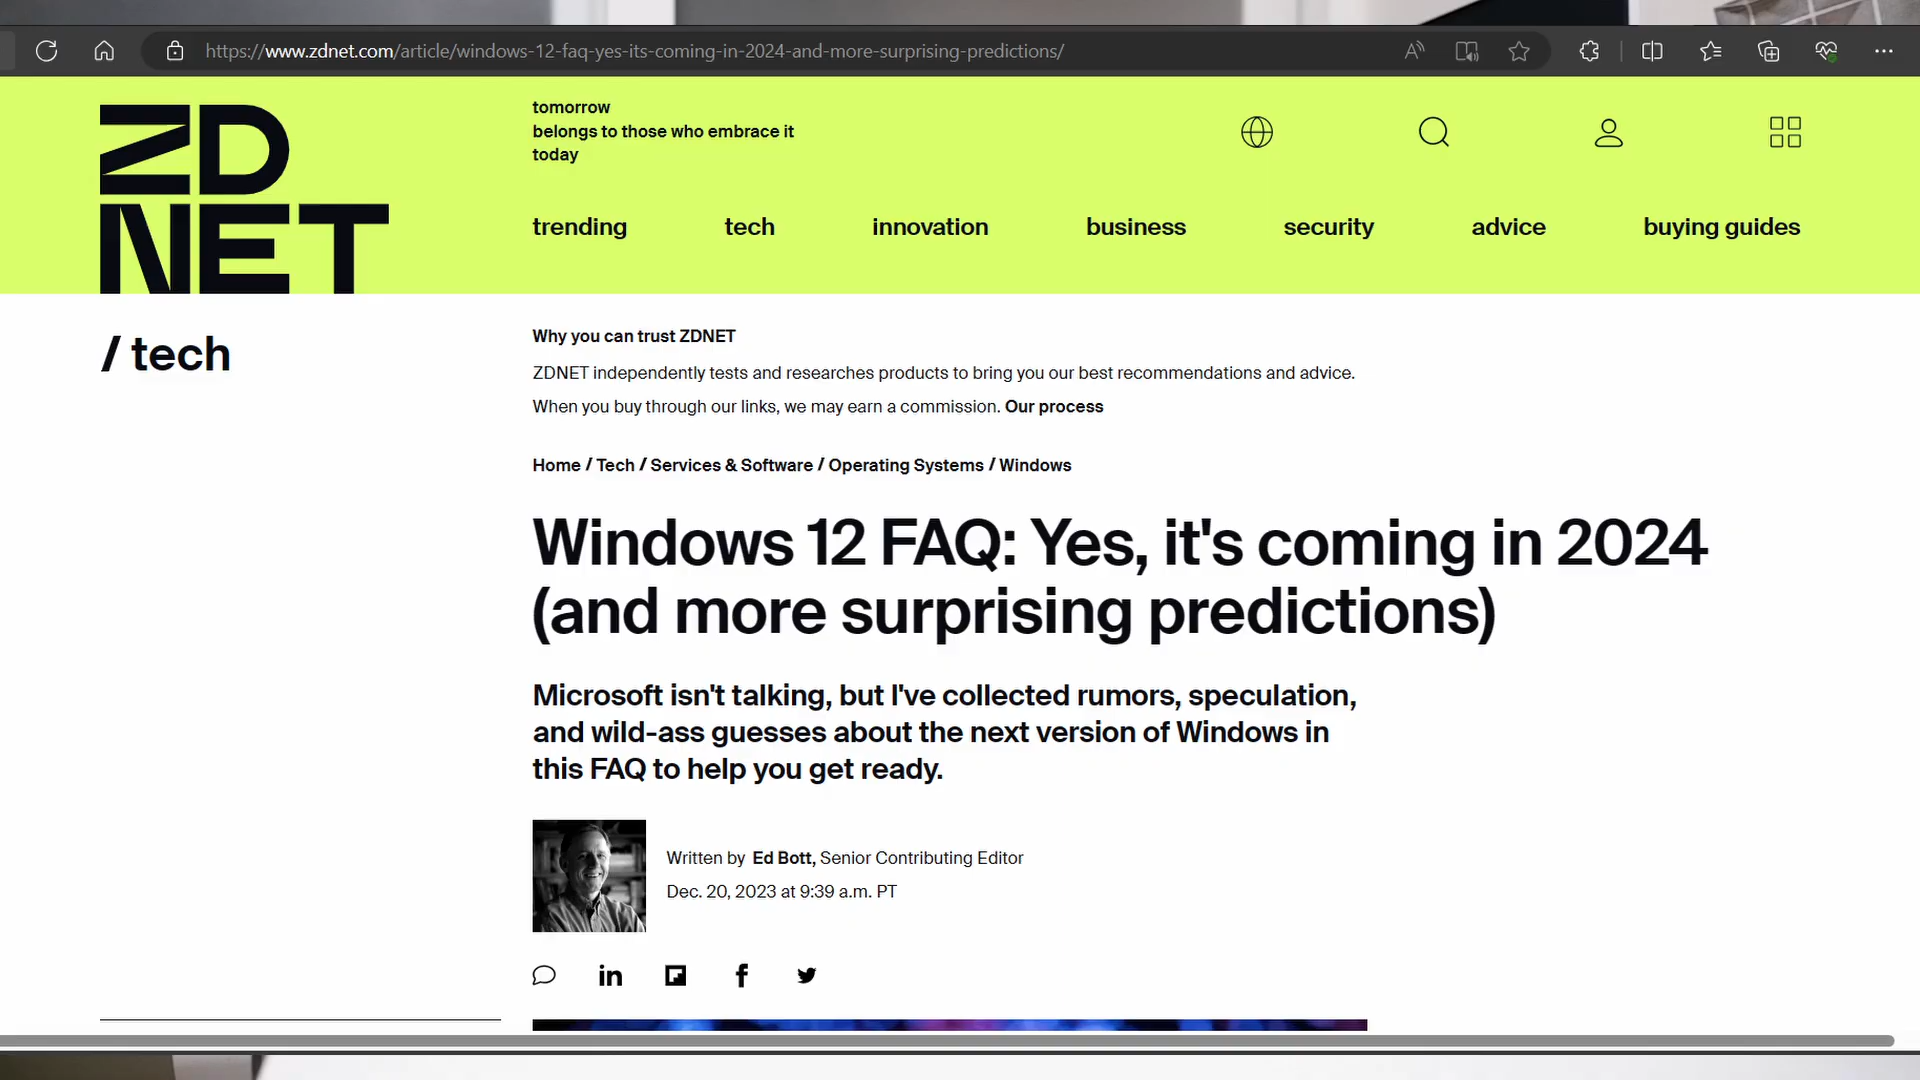 https://www.zdnet.com/article/windows-12-faq-yes-its-coming-in-2024-and-more-surprising-predictions/
ZD
NET
tomorrow
belongs to those who embrace it
today
trending tech innovation business security advice buying guides
/ tech
Why you can trust ZDNET
ZDNET independently tests and researches products to bring you our best recommendations and advice.
When you buy through our links, we may earn a commission. Our process
Home / Tech / Services & Software / Operating Systems / Windows
Windows 12 FAQ: Yes, it's coming in 2024
(and more surprising predictions)
Microsoft isn't talking, but I've collected rumors, speculation,
and wild-ass guesses about the next version of Windows in
this FAQ to help you get ready.
Written by Ed Bott, Senior Contributing Editor
Dec. 20, 2023 at 9:39 a.m. PT